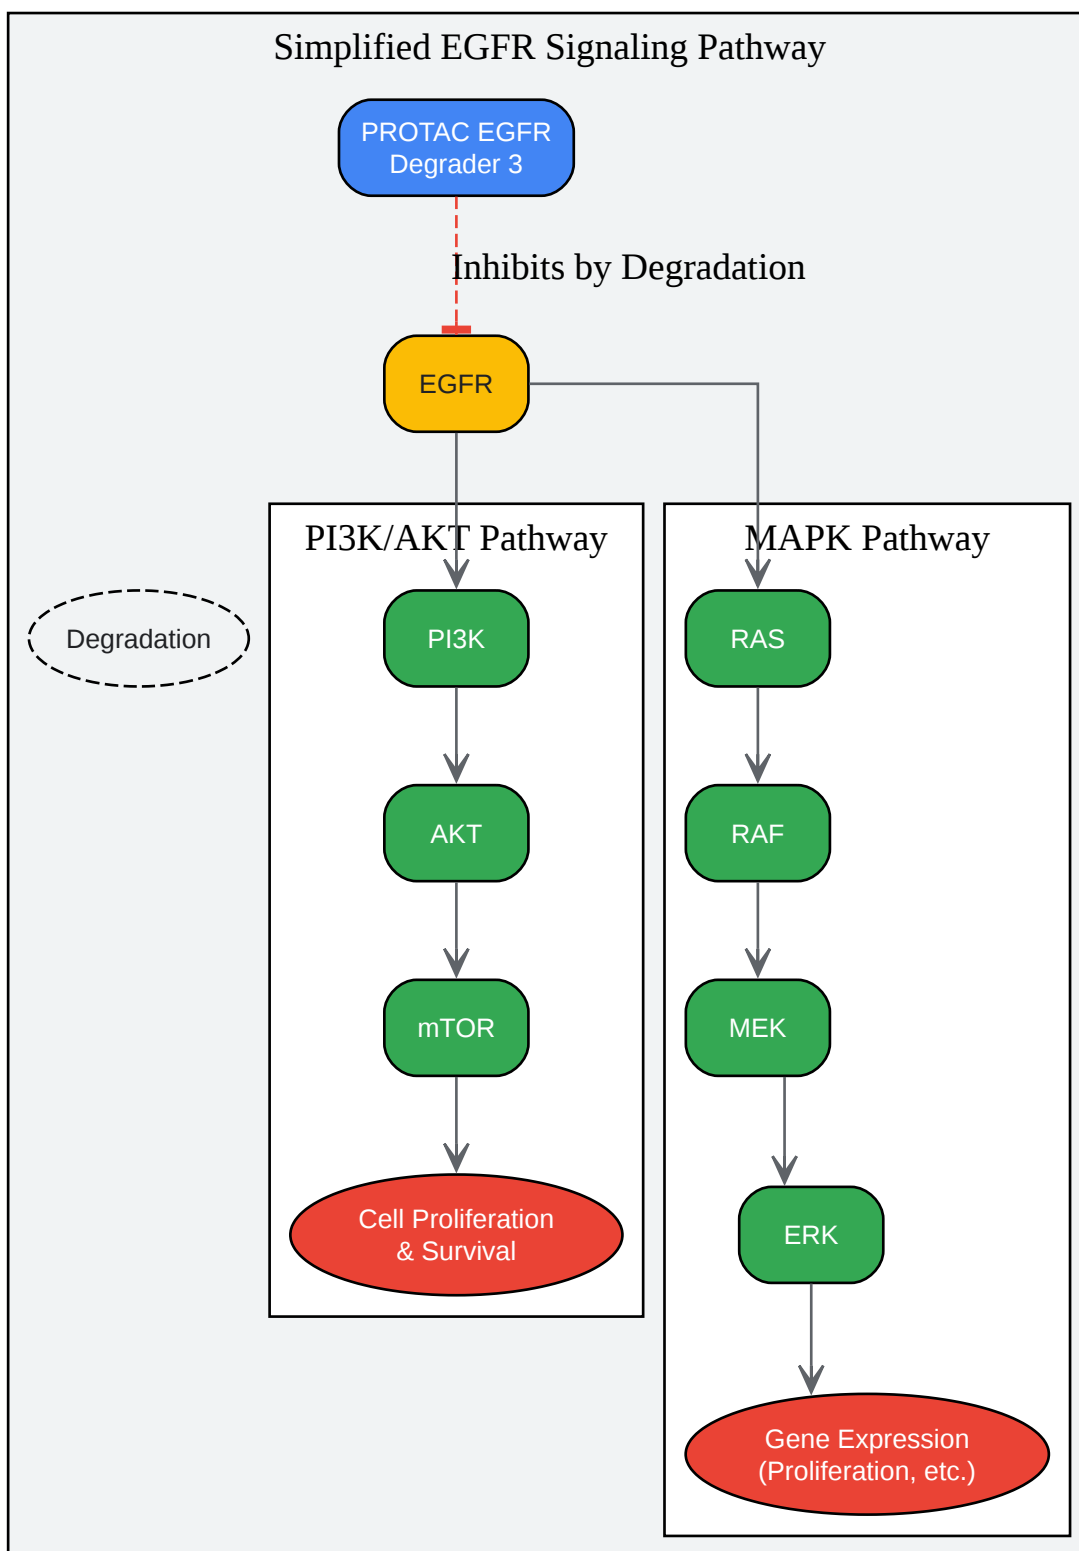 Simplified EGFR Signaling Pathway
PROTAC EGFR
Degrader 3
Inhibits by Degradation
EGFR
PI3K/AKT Pathway
MAPK Pathway
Degradation
PI3K
RAS
AKT
RAF
mTOR
MEK
Cell Proliferation
& Survival
ERK
Gene Expression
(Proliferation, etc.)